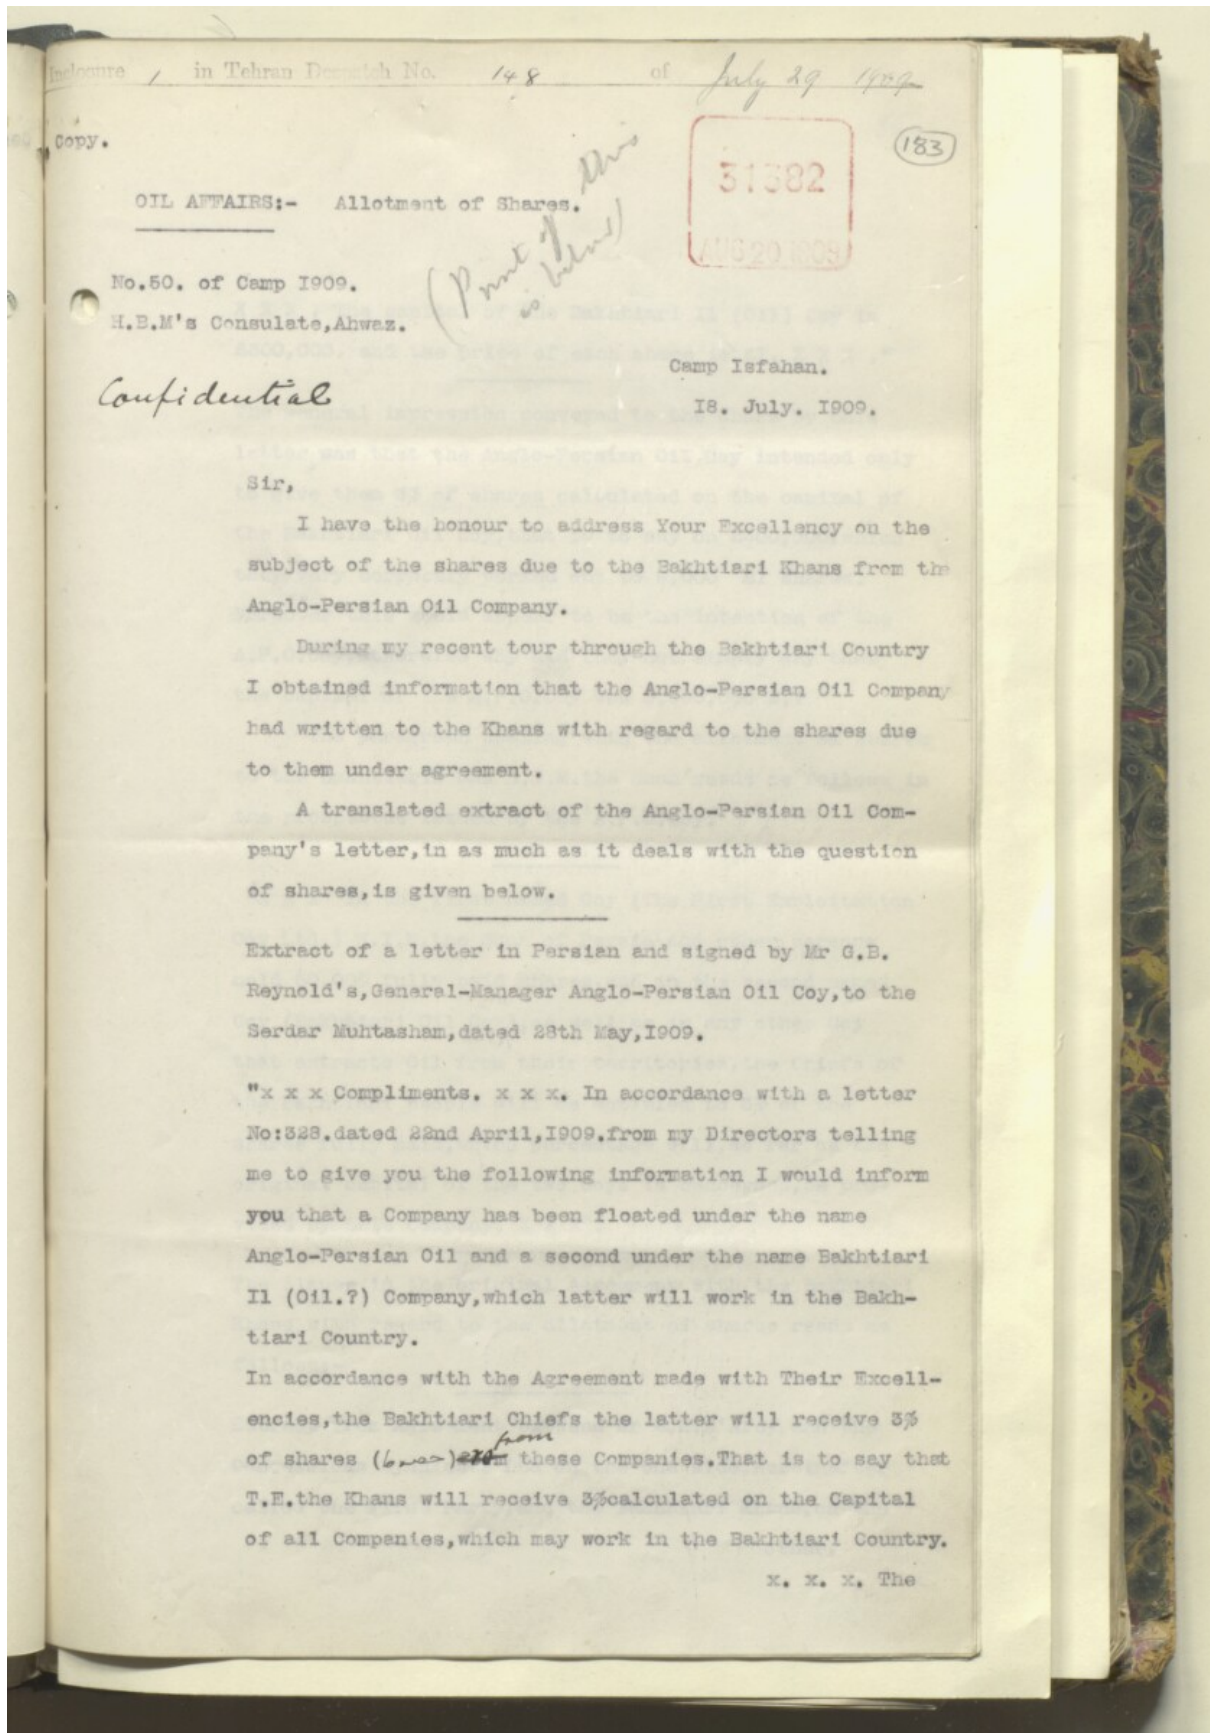 Inclosure 1 in Tehran Despatch No. 148 of July 29 1909
Copy.
183
31382
AUG 20 1909
OIL AFFAIRS:- Allotment of Shares.
(Print of this
is below)
No.50. of Camp I909.
H.B.M's Consulate,Ahwaz.
Confidential
Camp Isfahan.
I8. July. I909.
Sir,
I have the honour to address Your Excellency on the
subject of the shares due to the Bakhtiari Khans from the
Anglo-Persian Oil Company.
During my recent tour through the Bakhtiari Country
I obtained information that the Anglo-Persian Oil Company
had written to the Khans with regard to the shares due
to them under agreement.
A translated extract of the Anglo-Persian Oil Com-
pany's letter,in as much as it deals with the question
of shares,is given below.
Extract of a letter in Persian and signed by Mr G.B.
Reynold's,General-Manager Anglo-Persian Oil Coy,to the
Serdar Muhtasham,dated 28th May,I909.
"x x x Compliments. x x x. In accordance with a letter
No:328.dated 22nd April,I909.from my Directors telling
me to give you the following information I would inform
you that a Company has been floated under the name
Anglo-Persian Oil and a second under the name Bakhtiari
Il (Oil.?) Company,which latter will work in the Bakh-
tiari Country.
In accordance with the Agreement made with Their Excell-
encies,the Bakhtiari Chiefs the latter will receive 3%
of shares from these Companies.That is to say that
T.E.the Khans will receive 3%calculated on the Capital
of all Companies,which may work in the Bakhtiari Country.
x. x. x. The